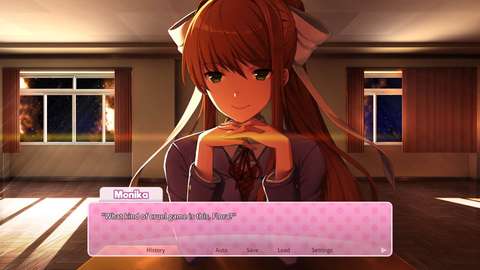 Monika
"What kind of cruel game is this, Flora?"
History Auto Save Load Settings